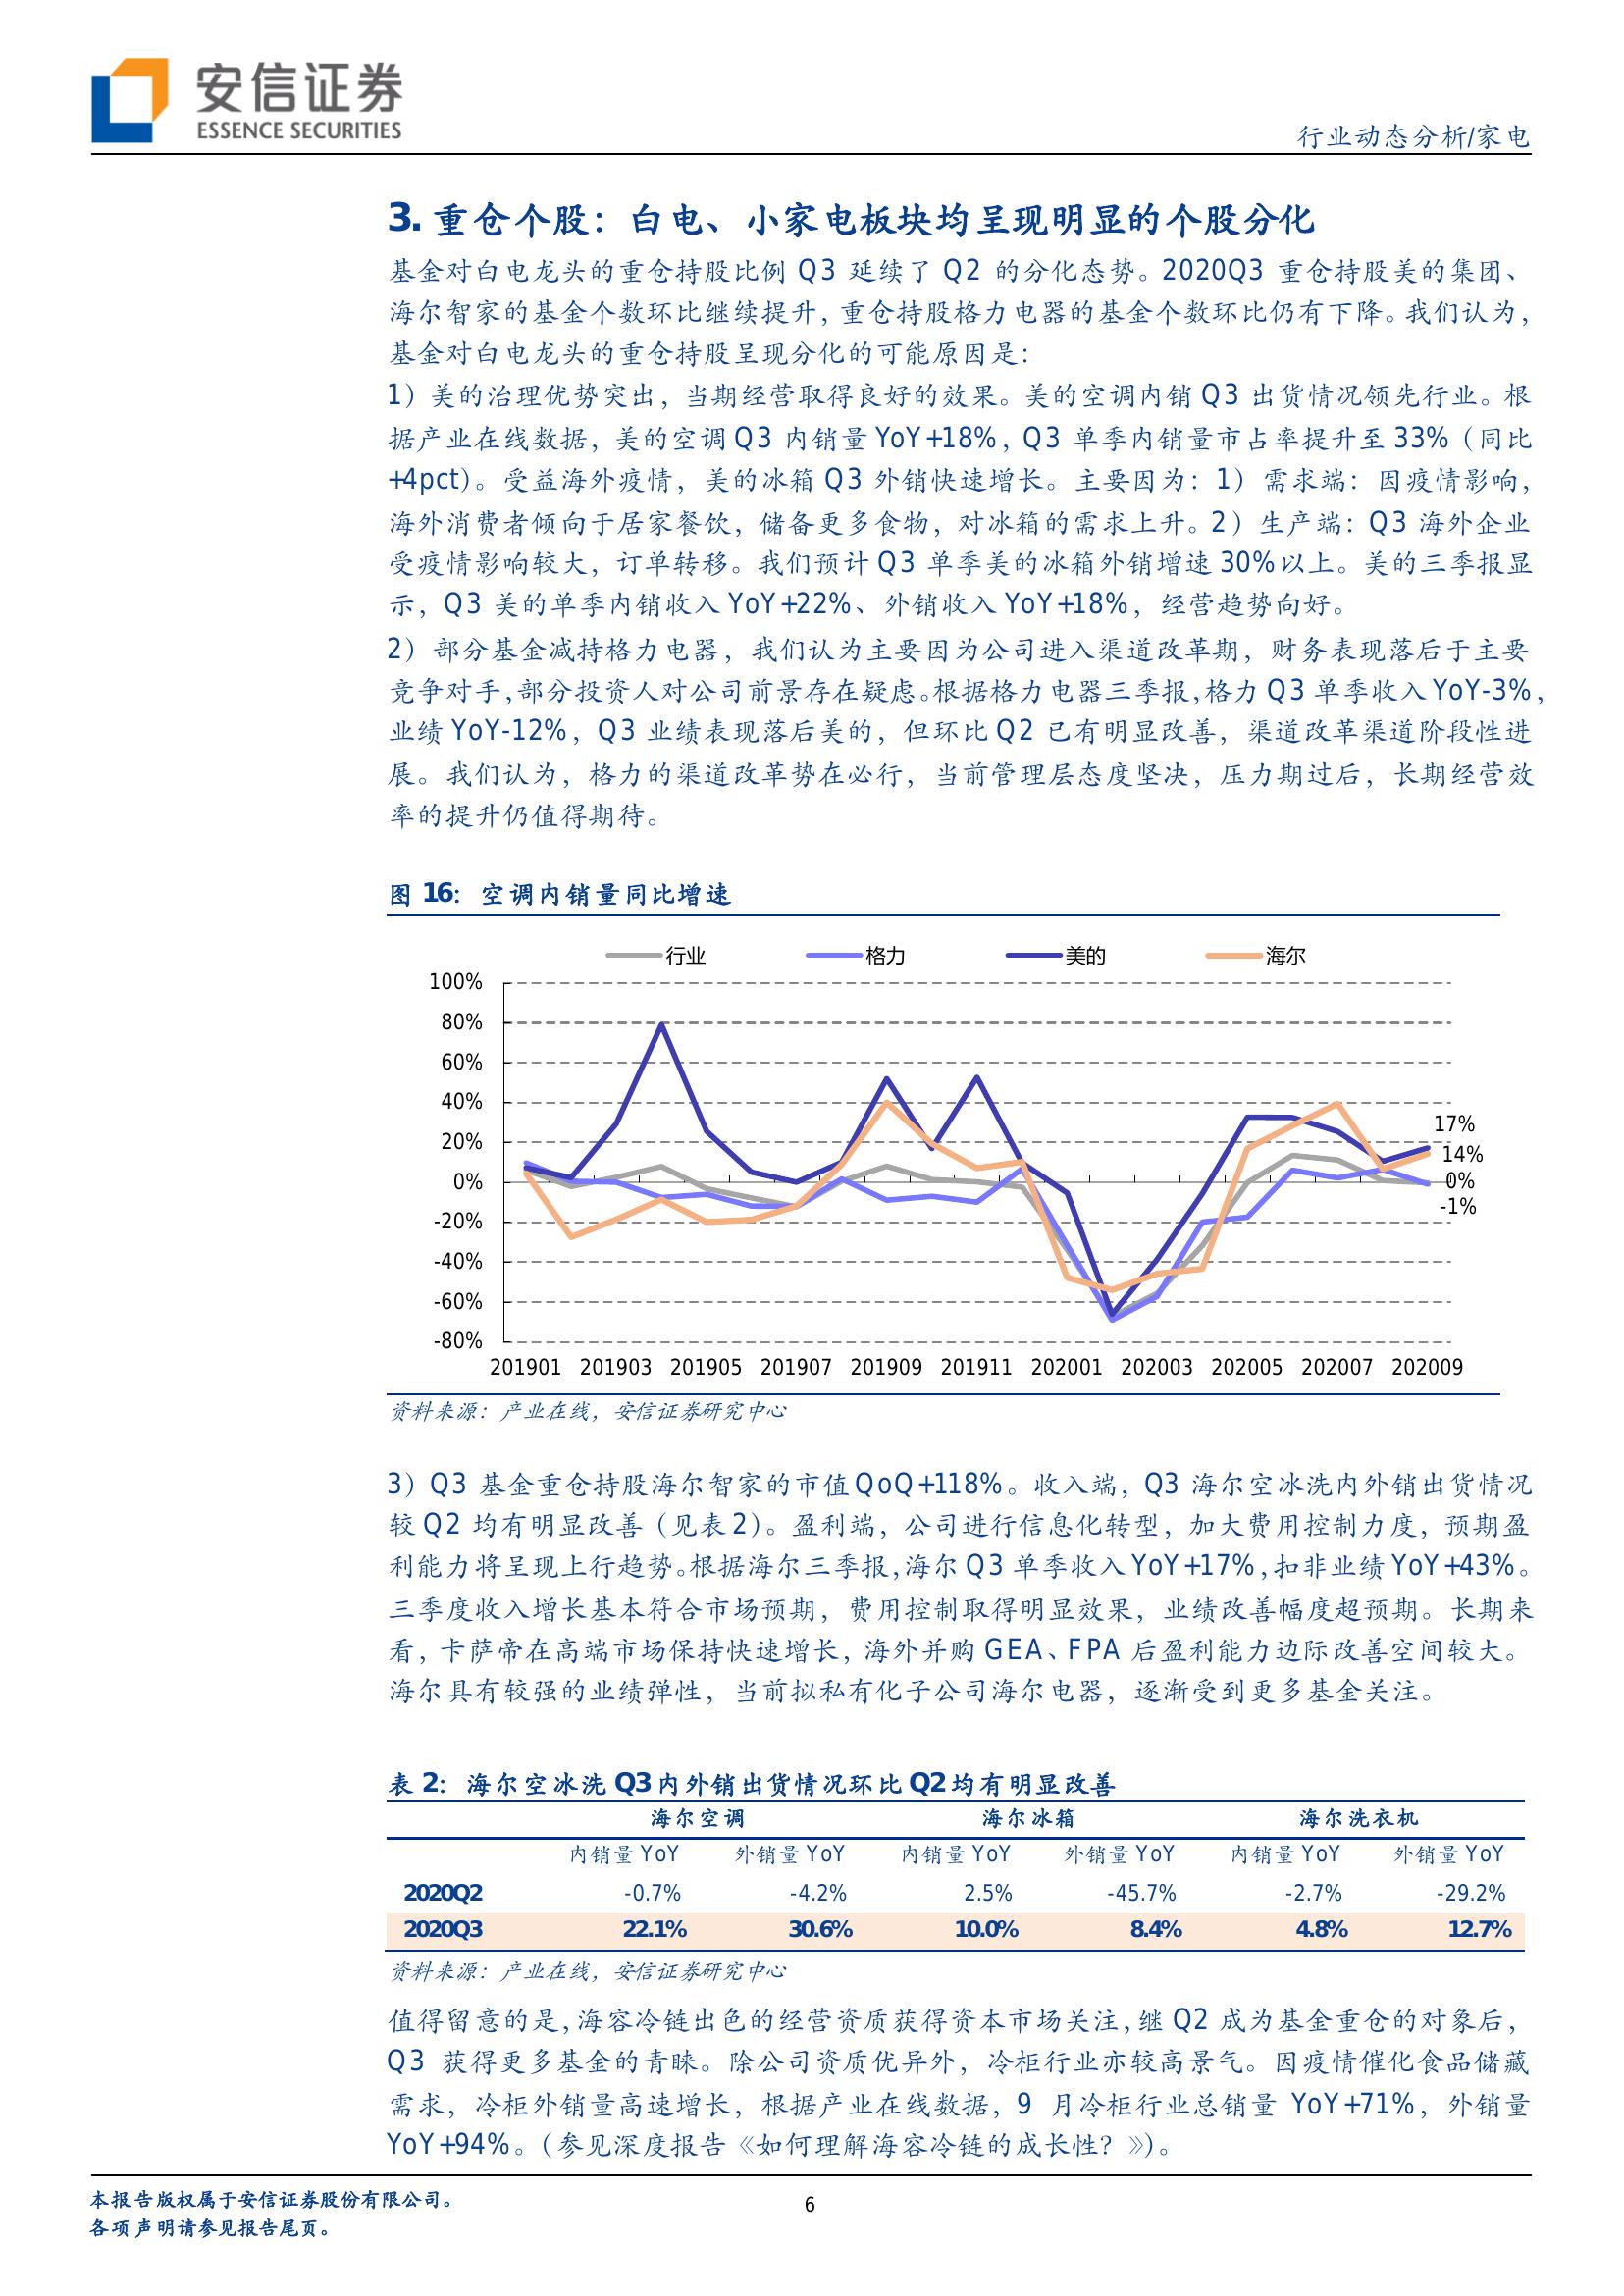 安信证券
ESSENCE SECURITIES
行业动态分析/家电
3. 重仓个股：白电、小家电板块均呈现明显的个股分化
基金对白电龙头的重仓持股比例 Q3 延续了 Q2 的分化态势。2020Q3 重仓持股美的集团、
海尔智家的基金个数环比继续提升，重仓持股格力电器的基金个数环比仍有下降。我们认为，
基金对白电龙头的重仓持股呈现分化的可能原因是：
1）美的治理优势突出，当期经营取得良好的效果。美的空调内销 Q3 出货情况领先行业。根
据产业在线数据，美的空调 Q3 内销量 YoY+18%，Q3 单季内销量市占率提升至 33%（同比
+4pct）。受益海外疫情，美的冰箱 Q3 外销快速增长。主要因为：1）需求端：因疫情影响，
海外消费者倾向于居家餐饮，储备更多食物，对冰箱的需求上升。2）生产端：Q3 海外企业
受疫情影响较大，订单转移。我们预计 Q3 单季美的冰箱外销增速 30%以上。美的三季报显
示，Q3 美的单季内销收入 YoY+22%、外销收入 YoY+18%，经营趋势向好。
2）部分基金减持格力电器，我们认为主要因为公司进入渠道改革期，财务表现落后于主要
竞争对手，部分投资人对公司前景存在疑虑。根据格力电器三季报，格力 Q3 单季收入 YoY-3%，
业绩 YoY-12%，Q3 业绩表现落后美的，但环比 Q2 已有明显改善，渠道改革渠道阶段性进
展。我们认为，格力的渠道改革势在必行，当前管理层态度坚决，压力期过后，长期经营效
率的提升仍值得期待。
图 16：空调内销量同比增速
行业 格力 美的 海尔
100%
80%
60%
40%
20%
0%
-20%
-40%
-60%
-80%
17%
14%
0%
-1%
201901 201903 201905 201907 201909 201911 202001 202003 202005 202007 202009
资料来源：产业在线，安信证券研究中心
3）Q3 基金重仓持股海尔智家的市值 QoQ+118%。收入端，Q3 海尔空冰洗内外销出货情况
较 Q2 均有明显改善（见表 2）。盈利端，公司进行信息化转型，加大费用控制力度，预期盈
利能力将呈现上行趋势。根据海尔三季报，海尔 Q3 单季收入 YoY+17%，扣非业绩 YoY+43%。
三季度收入增长基本符合市场预期，费用控制取得明显效果，业绩改善幅度超预期。长期来
看，卡萨帝在高端市场保持快速增长，海外并购 GEA、FPA 后盈利能力边际改善空间较大。
海尔具有较强的业绩弹性，当前拟私有化子公司海尔电器，逐渐受到更多基金关注。
表 2：海尔空冰洗 Q3 内外销出货情况环比 Q2 均有明显改善
海尔空调 海尔冰箱 海尔洗衣机
内销量 YoY 外销量 YoY 内销量 YoY 外销量 YoY 内销量 YoY 外销量 YoY
2020Q2 -0.7% -4.2% 2.5% -45.7% -2.7% -29.2%
2020Q3 22.1% 30.6% 10.0% 8.4% 4.8% 12.7%
资料来源：产业在线，安信证券研究中心
值得留意的是，海容冷链出色的经营资质获得资本市场关注，继 Q2 成为基金重仓的对象后，
Q3 获得更多基金的青睐。除公司资质优异外，冷柜行业亦较高景气。因疫情催化食品储藏
需求，冷柜外销量高速增长，根据产业在线数据，9 月冷柜行业总销量 YoY+71%，外销量
YoY+94%。（参见深度报告《如何理解海容冷链的成长性？》）。
本报告版权属于安信证券股份有限公司。
各项声明请参见报告尾页。
6